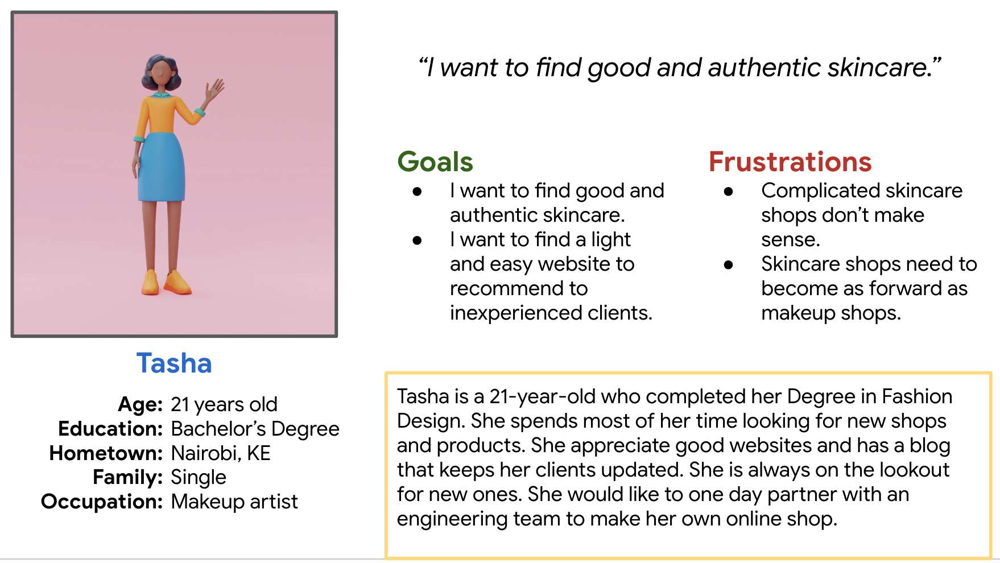 “I want to find good and authentic skincare.”
Goals
● I want to find good and
authentic skincare.
● I want to find a light
and easy website to
recommend to
inexperienced clients.
Frustrations
● Complicated skincare
shops don’t make
sense.
● Skincare shops need to
become as forward as
makeup shops.
Tasha
Age: 21 years old
Education: Bachelor’s Degree
Hometown: Nairobi, KE
Family: Single
Occupation: Makeup artist
Tasha is a 21-year-old who completed her Degree in Fashion
Design. She spends most of her time looking for new shops
and products. She appreciate good websites and has a blog
that keeps her clients updated. She is always on the lookout
for new ones. She would like to one day partner with an
engineering team to make her own online shop.